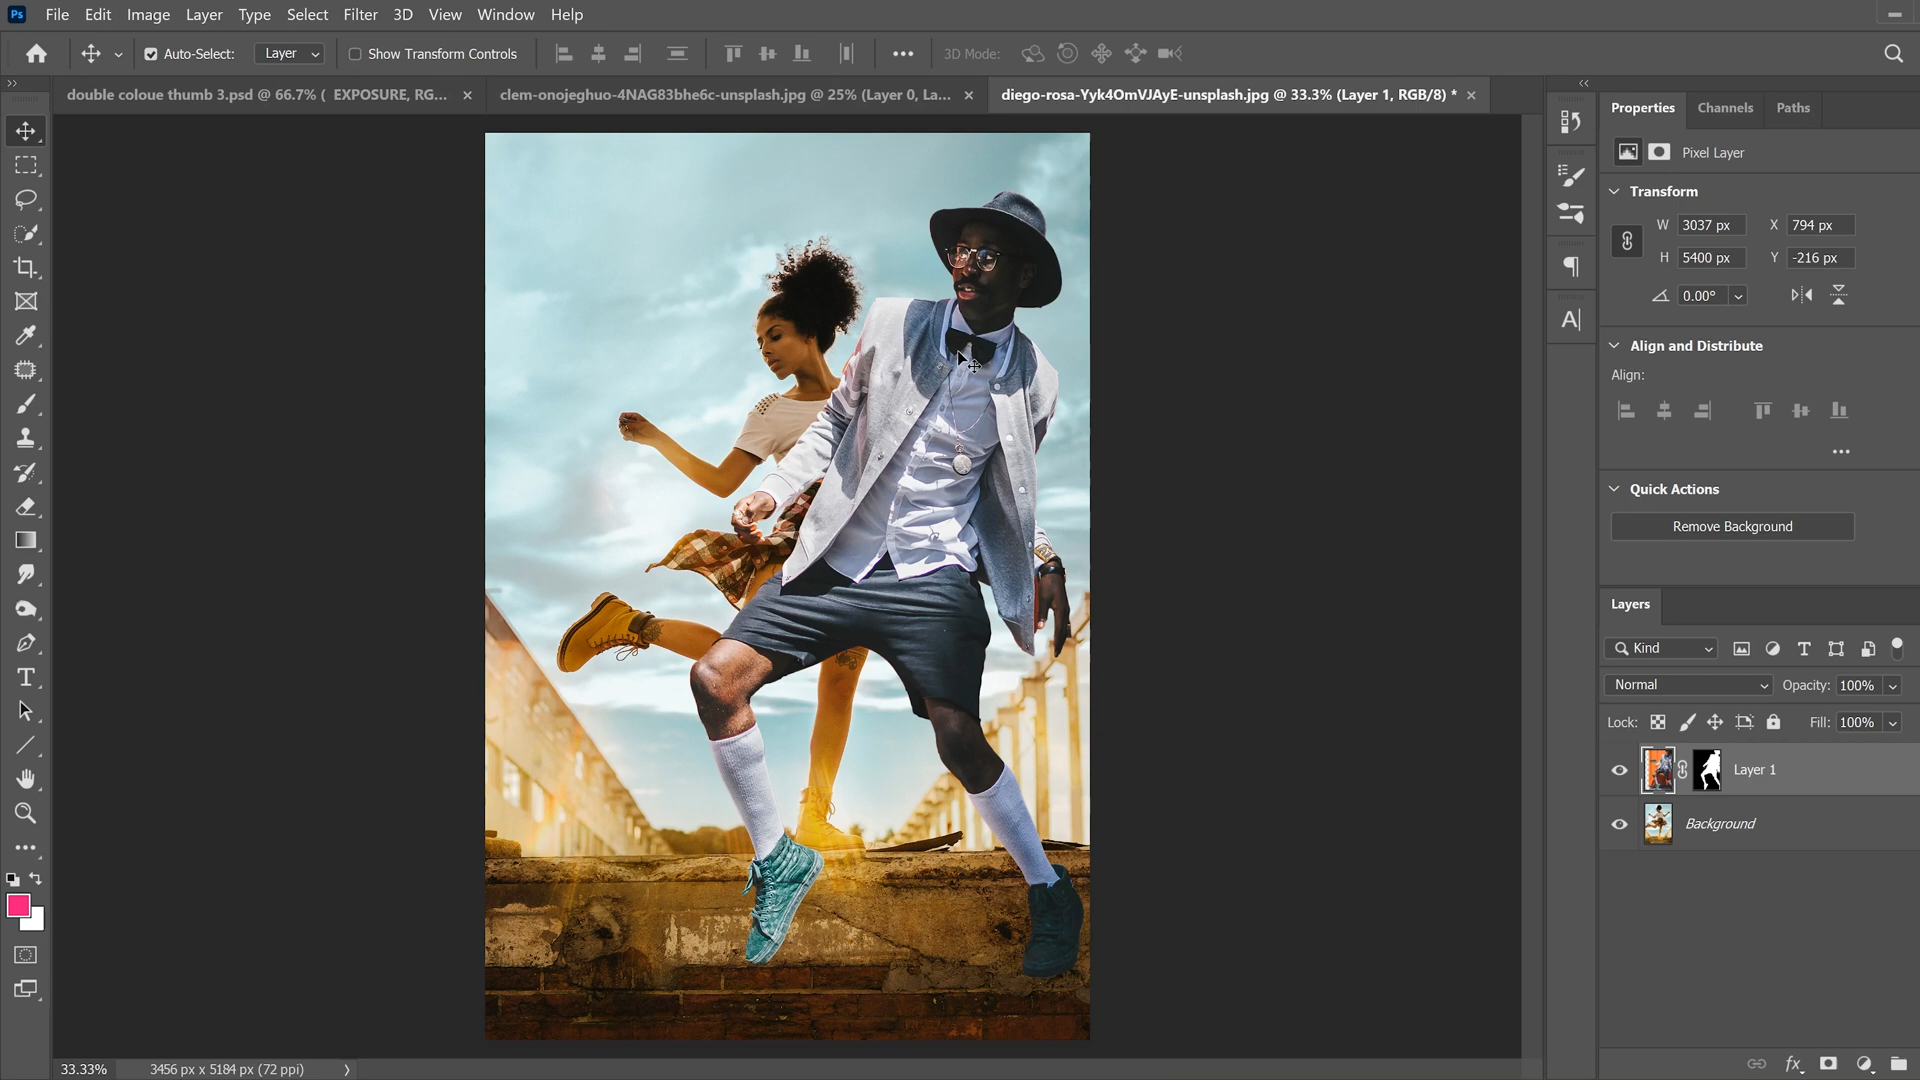 Ps File Edit Image Layer Type Select Filter 3D View Window Help
Auto-Select: Layer Show Transform Controls 3D Mode:
double coloue thumb 3.psd @ 66.7% ( EXPOSURE, RG... × clem-onojeghuo-4NAG83bhe6c-unsplash.jpg @ 25% (Layer 0, La... × diego-rosa-Yyk4OmVJAyE-unsplash.jpg @ 33.3% (Layer 1, RGB/8) * ×
Properties Channels Paths
Pixel Layer
Transform
W 3037 px X 794 px
H 5400 px Y -216 px
0.00°
Align and Distribute
Align:
Quick Actions
Remove Background
Layers
Kind
Normal Opacity: 100%
Lock: Fill: 100%
Layer 1
Background
33.33% 3456 px x 5184 px (72 ppi)